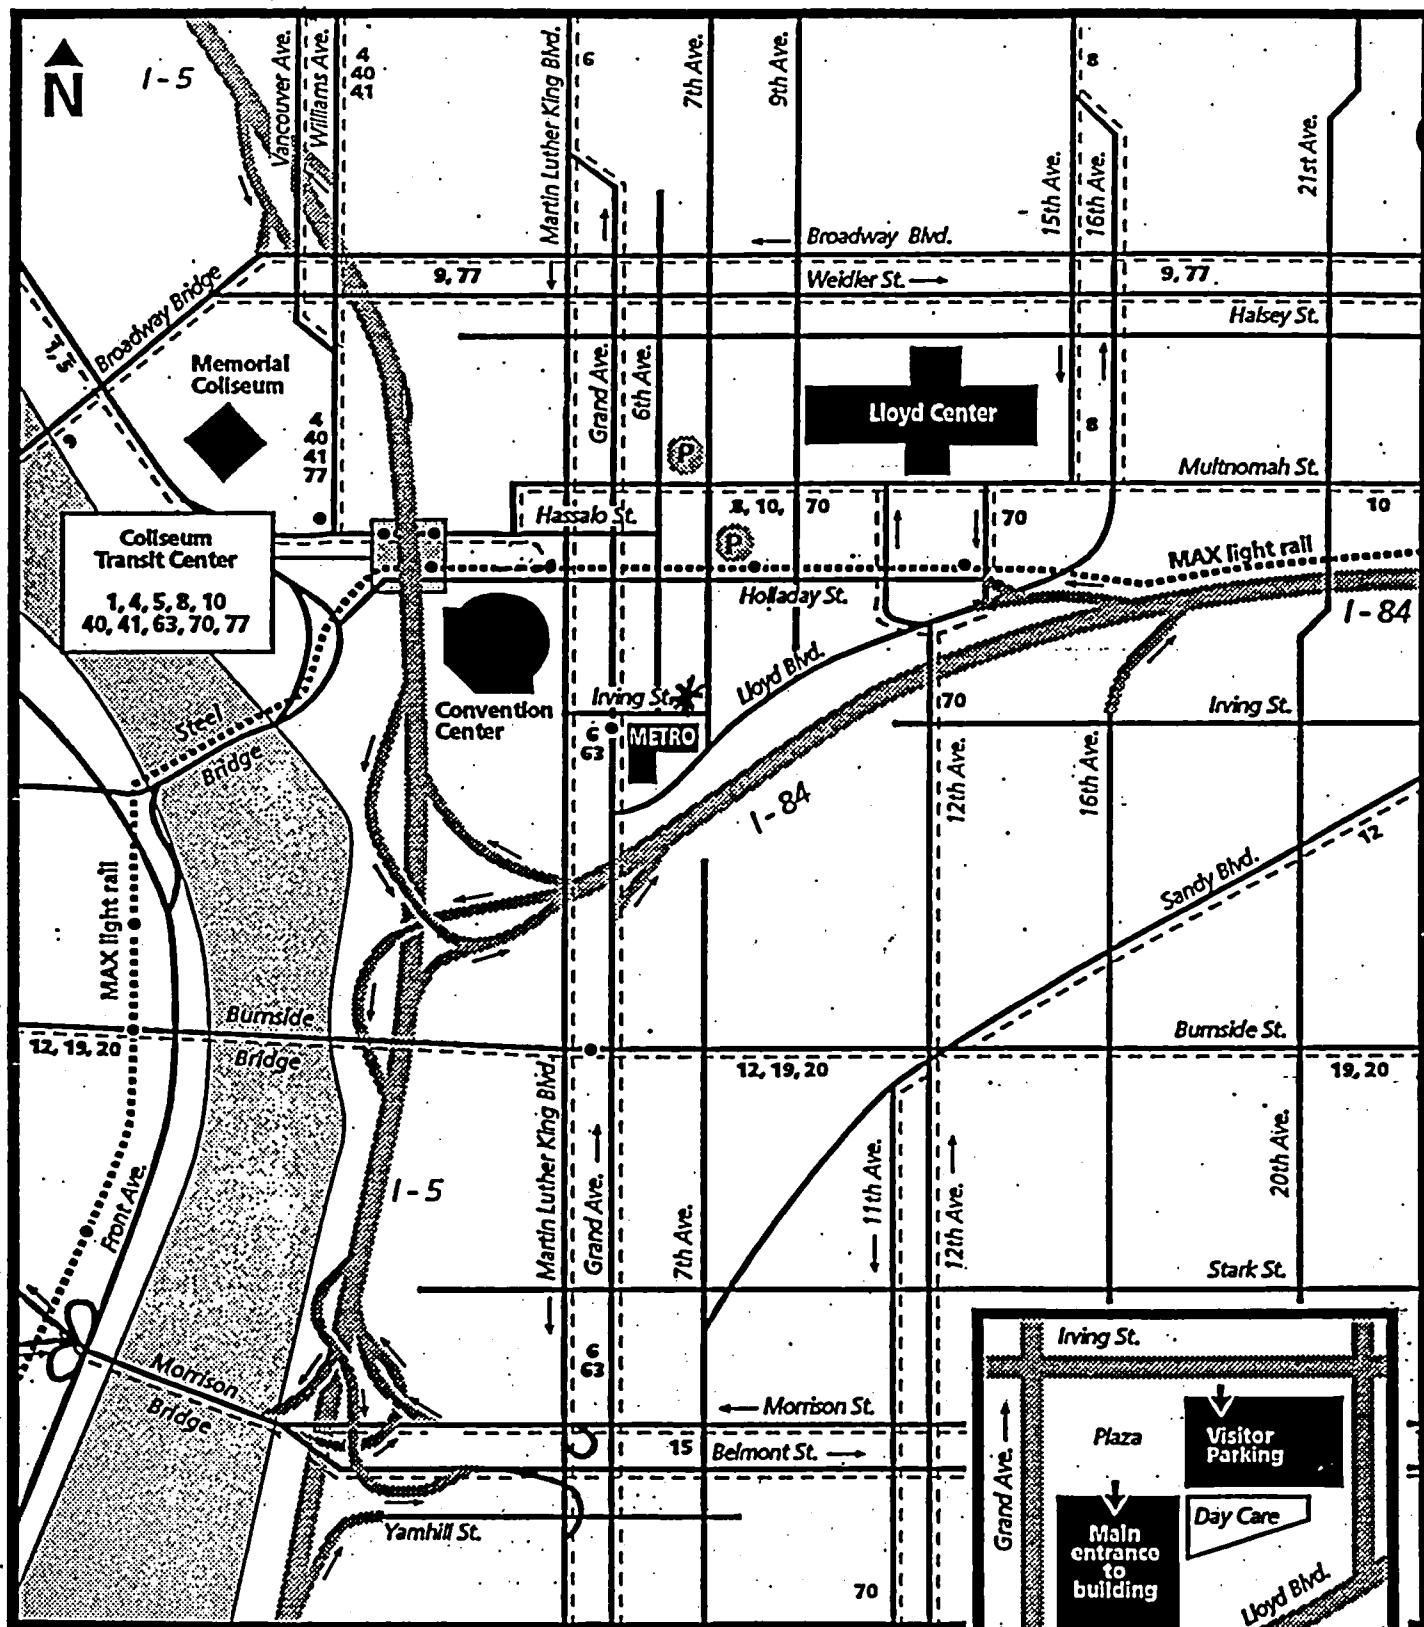 N
I-5
Vancouver Ave.
Williams Ave.
4
40
41
Martin Luther King Blvd.
6
7th Ave.
9th Ave.
8
15th Ave.
16th Ave.
21st Ave.
Broadway Blvd.
9, 77
Weidler St.
9, 77
Halsey St.
Broadway Bridge
1, 5
9
Memorial
Coliseum
4
40
41
77
Grand Ave.
6th Ave.
P
Lloyd Center
8
Multnomah St.
Hassalo St.
8, 10, 70
70
10
P
MAX light rail
Holladay St.
I-84
Coliseum
Transit Center
1, 4, 5, 8, 10
40, 41, 63, 70, 77
Steel
Bridge
Convention
Center
Irving St.
METRO
6
63
Lloyd Blvd.
70
Irving St.
I-84
12th Ave.
16th Ave.
Sandy Blvd.
12
MAX light rail
Burnside
Bridge
12, 19, 20
12, 19, 20
Burnside St.
19, 20
Front Ave.
I-5
Martin Luther King Blvd.
Grand Ave.
7th Ave.
11th Ave.
12th Ave.
20th Ave.
Stark St.
6
63
Morrison
Bridge
Morrison St.
15
Belmont St.
Yamhill St.
70
Irving St.
Grand Ave.
Plaza
Visitor
Parking
Day Care
Main
entrance
to
building
Lloyd Blvd.